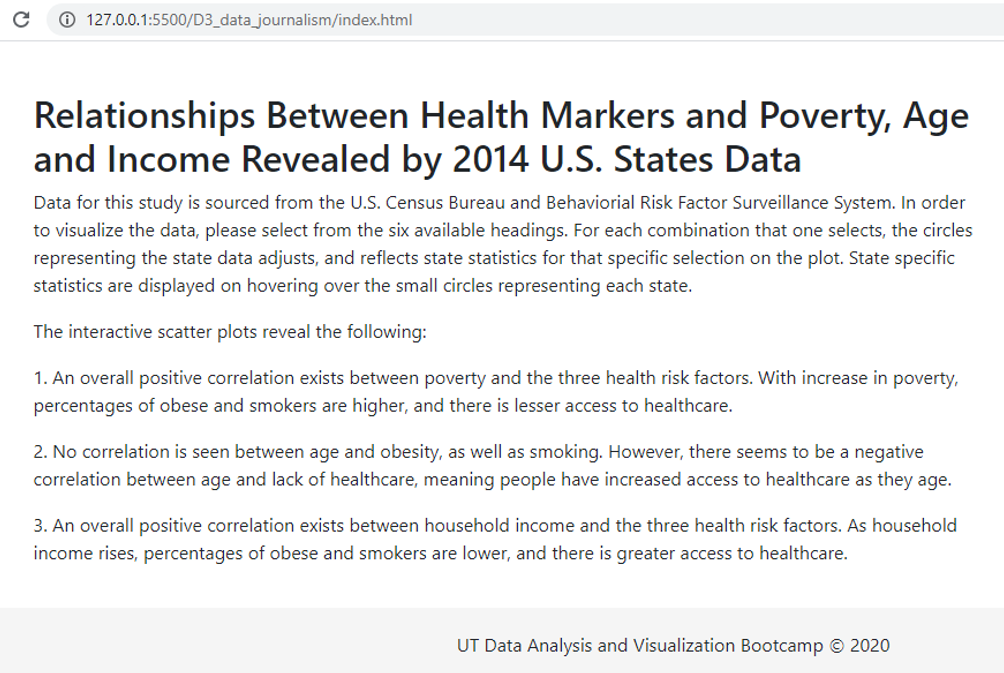 127.0.0.1:5500/D3_data_journalism/index.html
Relationships Between Health Markers and Poverty, Age
and Income Revealed by 2014 U.S. States Data
Data for this study is sourced from the U.S. Census Bureau and Behaviorial Risk Factor Surveillance System. In order
to visualize the data, please select from the six available headings. For each combination that one selects, the circles
representing the state data adjusts, and reflects state statistics for that specific selection on the plot. State specific
statistics are displayed on hovering over the small circles representing each state.
The interactive scatter plots reveal the following:
1. An overall positive correlation exists between poverty and the three health risk factors. With increase in poverty,
percentages of obese and smokers are higher, and there is lesser access to healthcare.
2. No correlation is seen between age and obesity, as well as smoking. However, there seems to be a negative
correlation between age and lack of healthcare, meaning people have increased access to healthcare as they age.
3. An overall positive correlation exists between household income and the three health risk factors. As household
income rises, percentages of obese and smokers are lower, and there is greater access to healthcare.
UT Data Analysis and Visualization Bootcamp © 2020